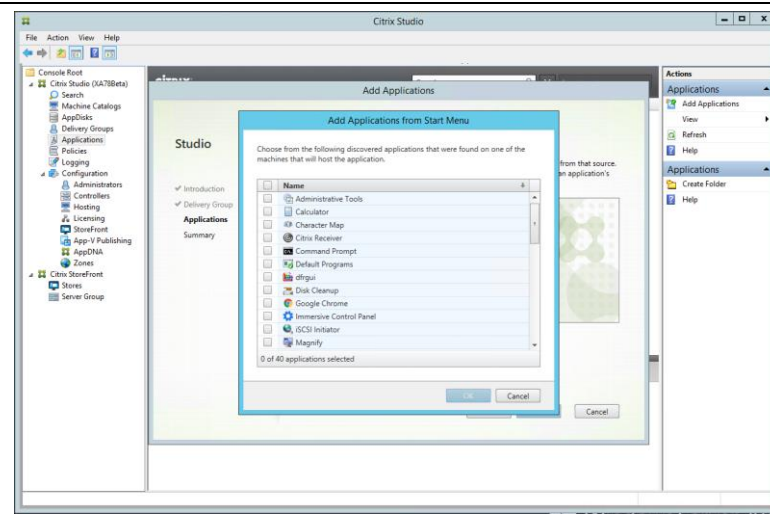 Citrix Studio
File Action View Help
Console Root
Citrix Studio (XA78Beta)
Search
Machine Catalogs
AppDisks
Delivery Groups
Applications
Policies
Logging
Configuration
Administrators
Controllers
Hosting
Licensing
StoreFront
App-V Publishing
AppDNA
Zones
Citrix StoreFront
Stores
Server Group
Add Applications
Studio
Introduction
Delivery Group
Applications
Summary
from that source.
an application's
Add Applications from Start Menu
Choose from the following discovered applications that were found on one of the
machines that will host the application.
Name
Administrative Tools
Calculator
Character Map
Citrix Receiver
Command Prompt
Default Programs
dfrgui
Disk Cleanup
Google Chrome
Immersive Control Panel
iSCSI Initiator
Magnify
0 of 40 applications selected
OK Cancel
Cancel
Actions
Applications
Add Applications
View
Refresh
Help
Applications
Create Folder
Help